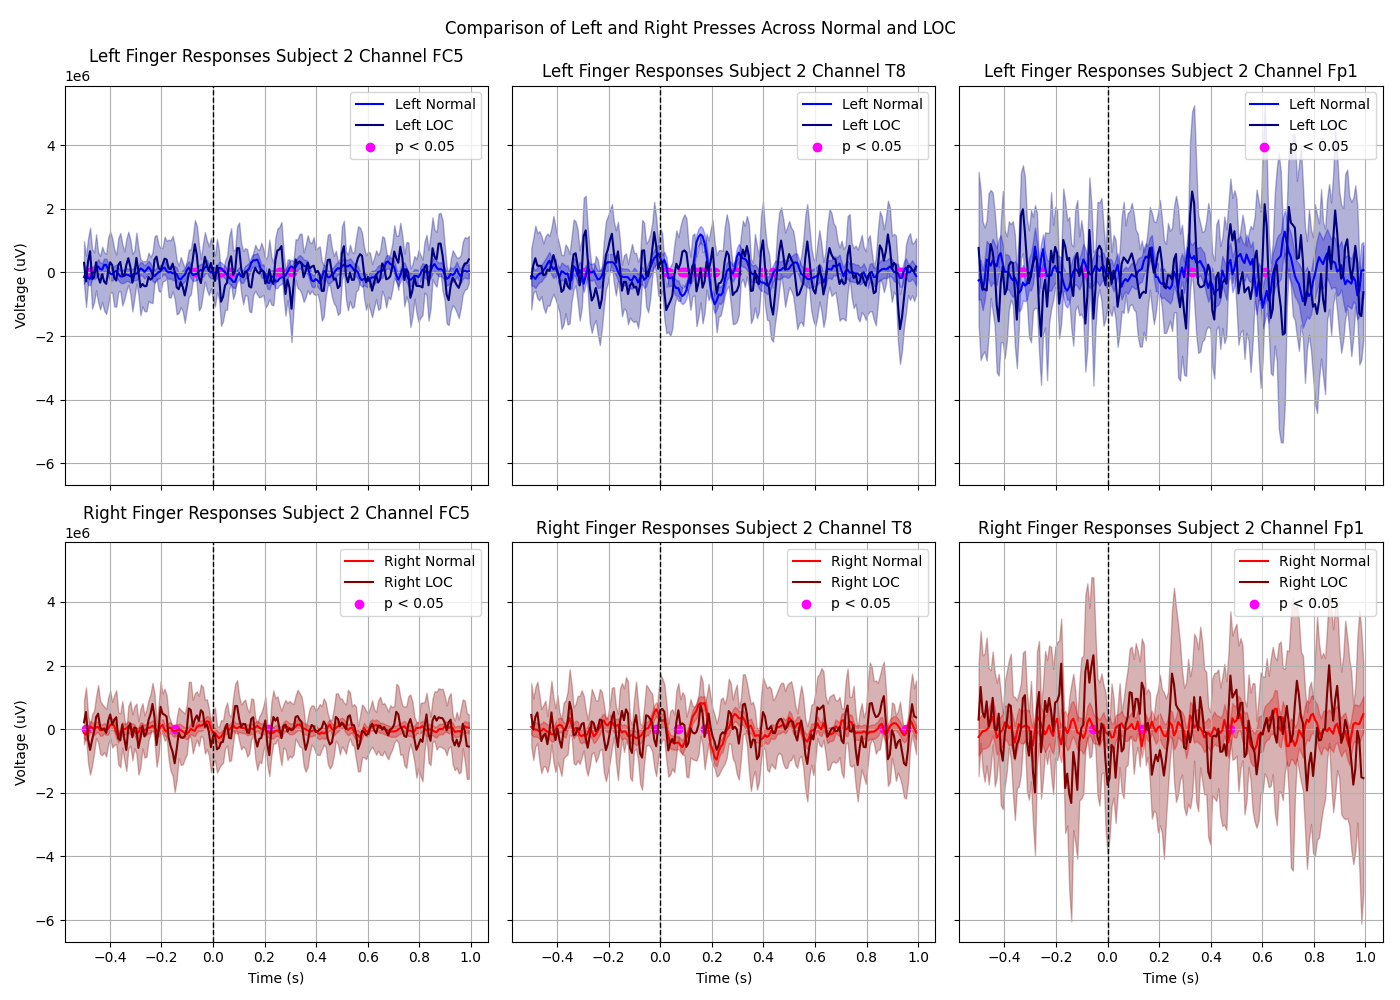 Comparison of Left and Right Presses Across Normal and LOC
Left Finger Responses Subject 2 Channel FC5
1e6
Left Normal
Left LOC
p < 0.05
4
2
0
−2
−4
−6
Voltage (uV)
Left Finger Responses Subject 2 Channel T8
Left Normal
Left LOC
p < 0.05
Left Finger Responses Subject 2 Channel Fp1
Left Normal
Left LOC
p < 0.05
Right Finger Responses Subject 2 Channel FC5
1e6
Right Normal
Right LOC
p < 0.05
4
2
0
−2
−4
−6
Voltage (uV)
−0.4 −0.2 0.0 0.2 0.4 0.6 0.8 1.0
Time (s)
Right Finger Responses Subject 2 Channel T8
Right Normal
Right LOC
p < 0.05
−0.4 −0.2 0.0 0.2 0.4 0.6 0.8 1.0
Time (s)
Right Finger Responses Subject 2 Channel Fp1
Right Normal
Right LOC
p < 0.05
−0.4 −0.2 0.0 0.2 0.4 0.6 0.8 1.0
Time (s)